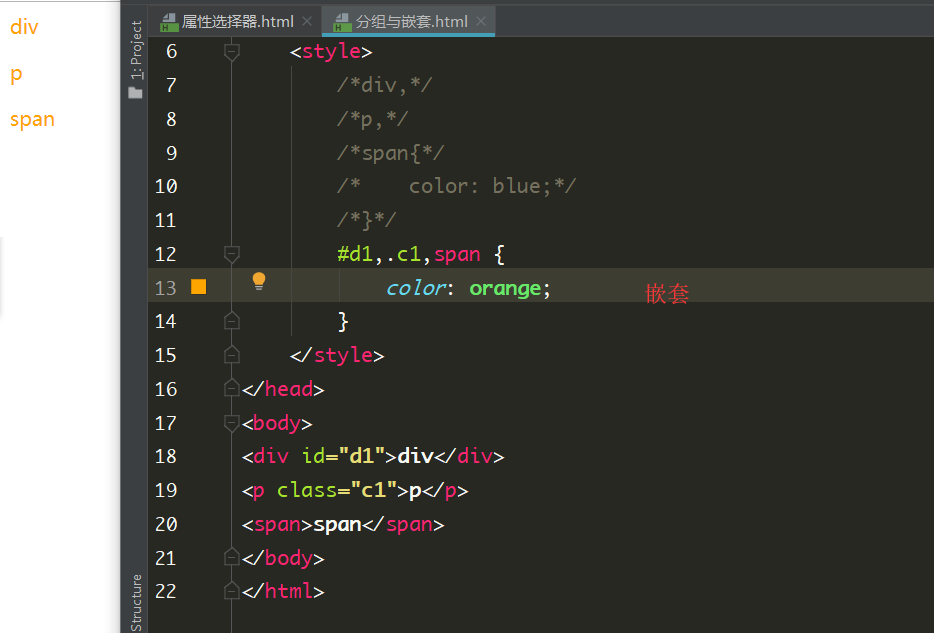 div
p
span
1: Project
Structure
属性选择器.html
分组与嵌套.html
6 <style>
7 /*div,*/
8 /*p,*/
9 /*span{*/
10 /*    color: blue;*/
11 /*}*/
12 #d1,.c1,span {
13 color: orange; 嵌套
14 }
15 </style>
16 </head>
17 <body>
18 <div id="d1">div</div>
19 <p class="c1">p</p>
20 <span>span</span>
21 </body>
22 </html>